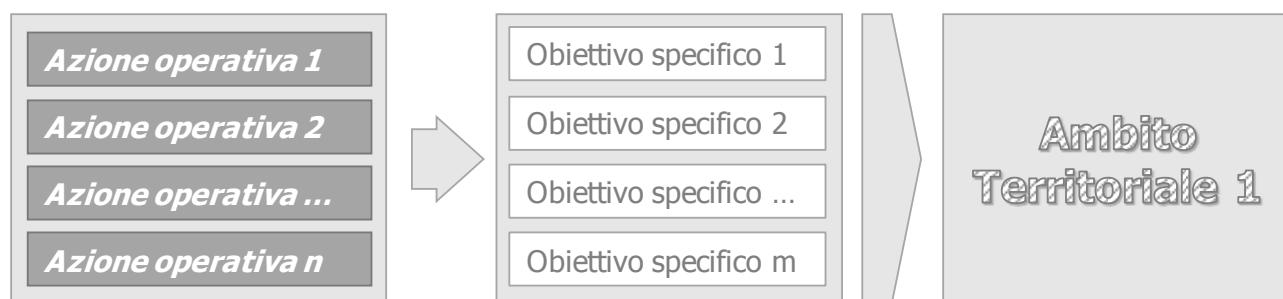 Azione operativa 1
Azione operativa 2
Azione operativa ...
Azione operativa n
Obiettivo specifico 1
Obiettivo specifico 2
Obiettivo specifico ...
Obiettivo specifico m
Ambito
Territoriale 1